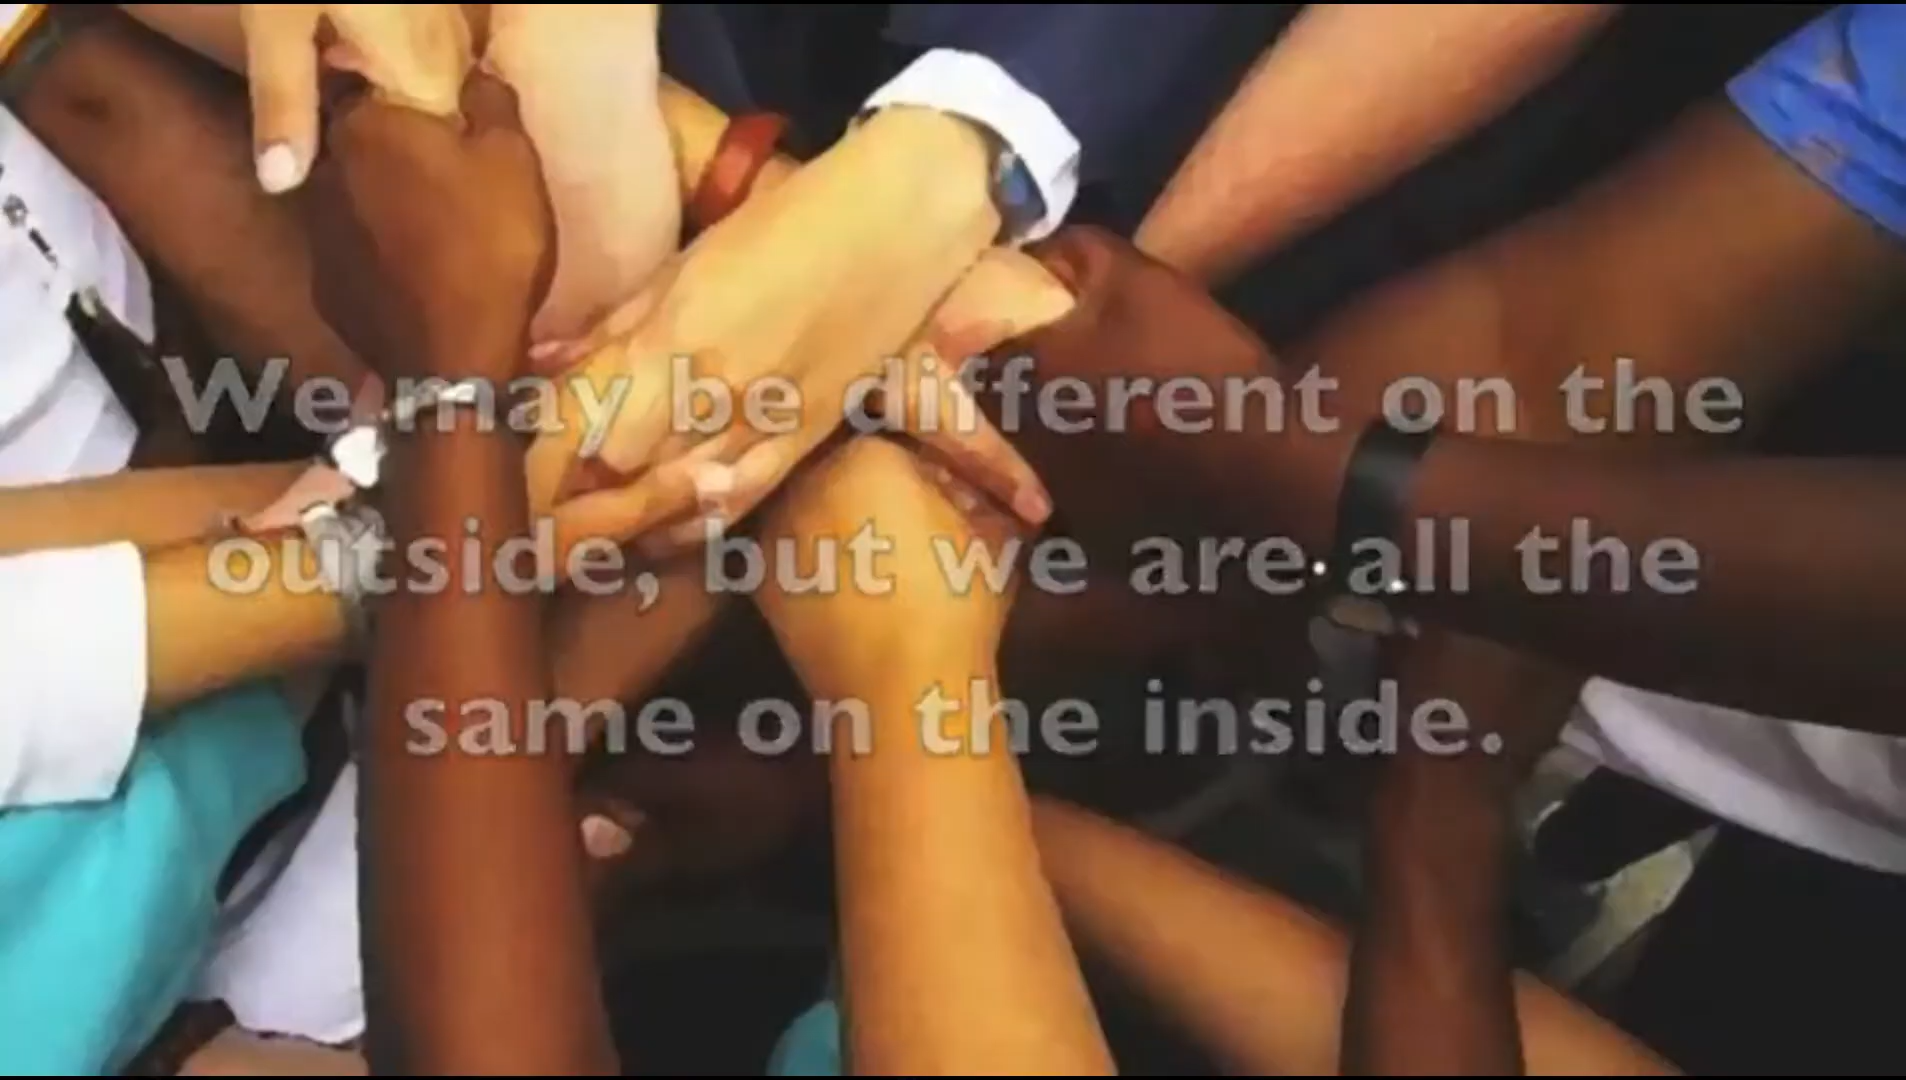 We may be different on the
outside, but we are all the
same on the inside.